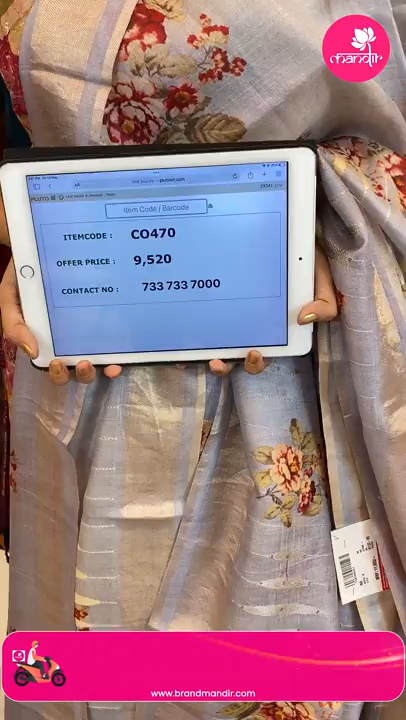 mandir
Item Code / Barcode
ITEMCODE : CO470
OFFER PRICE : 9,520
CONTACT NO : 733 733 7000
www.brandmandir.com